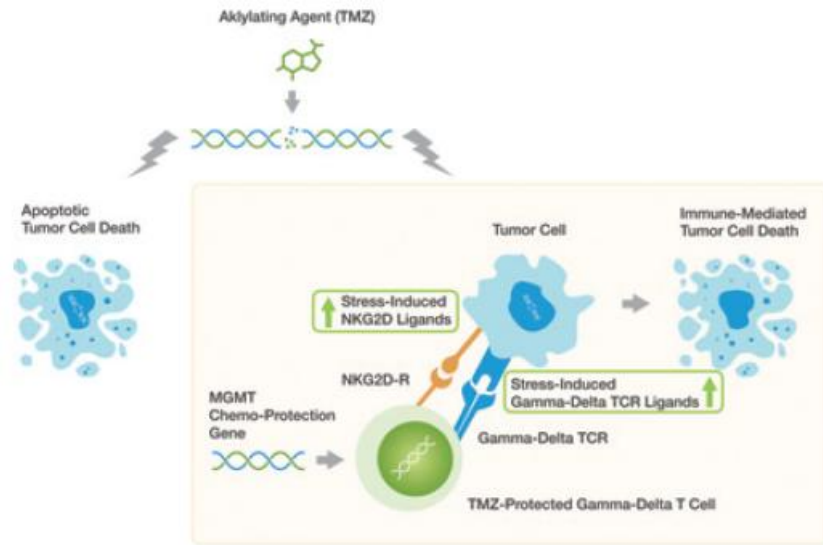 Aklylating Agent (TMZ)
Apoptotic
Tumor Cell Death
Tumor Cell
Immune-Mediated
Tumor Cell Death
Stress-Induced
NKG2D Ligands
NKG2D-R
Stress-Induced
Gamma-Delta TCR Ligands
MGMT
Chemo-Protection
Gene
Gamma-Delta TCR
TMZ-Protected Gamma-Delta T Cell